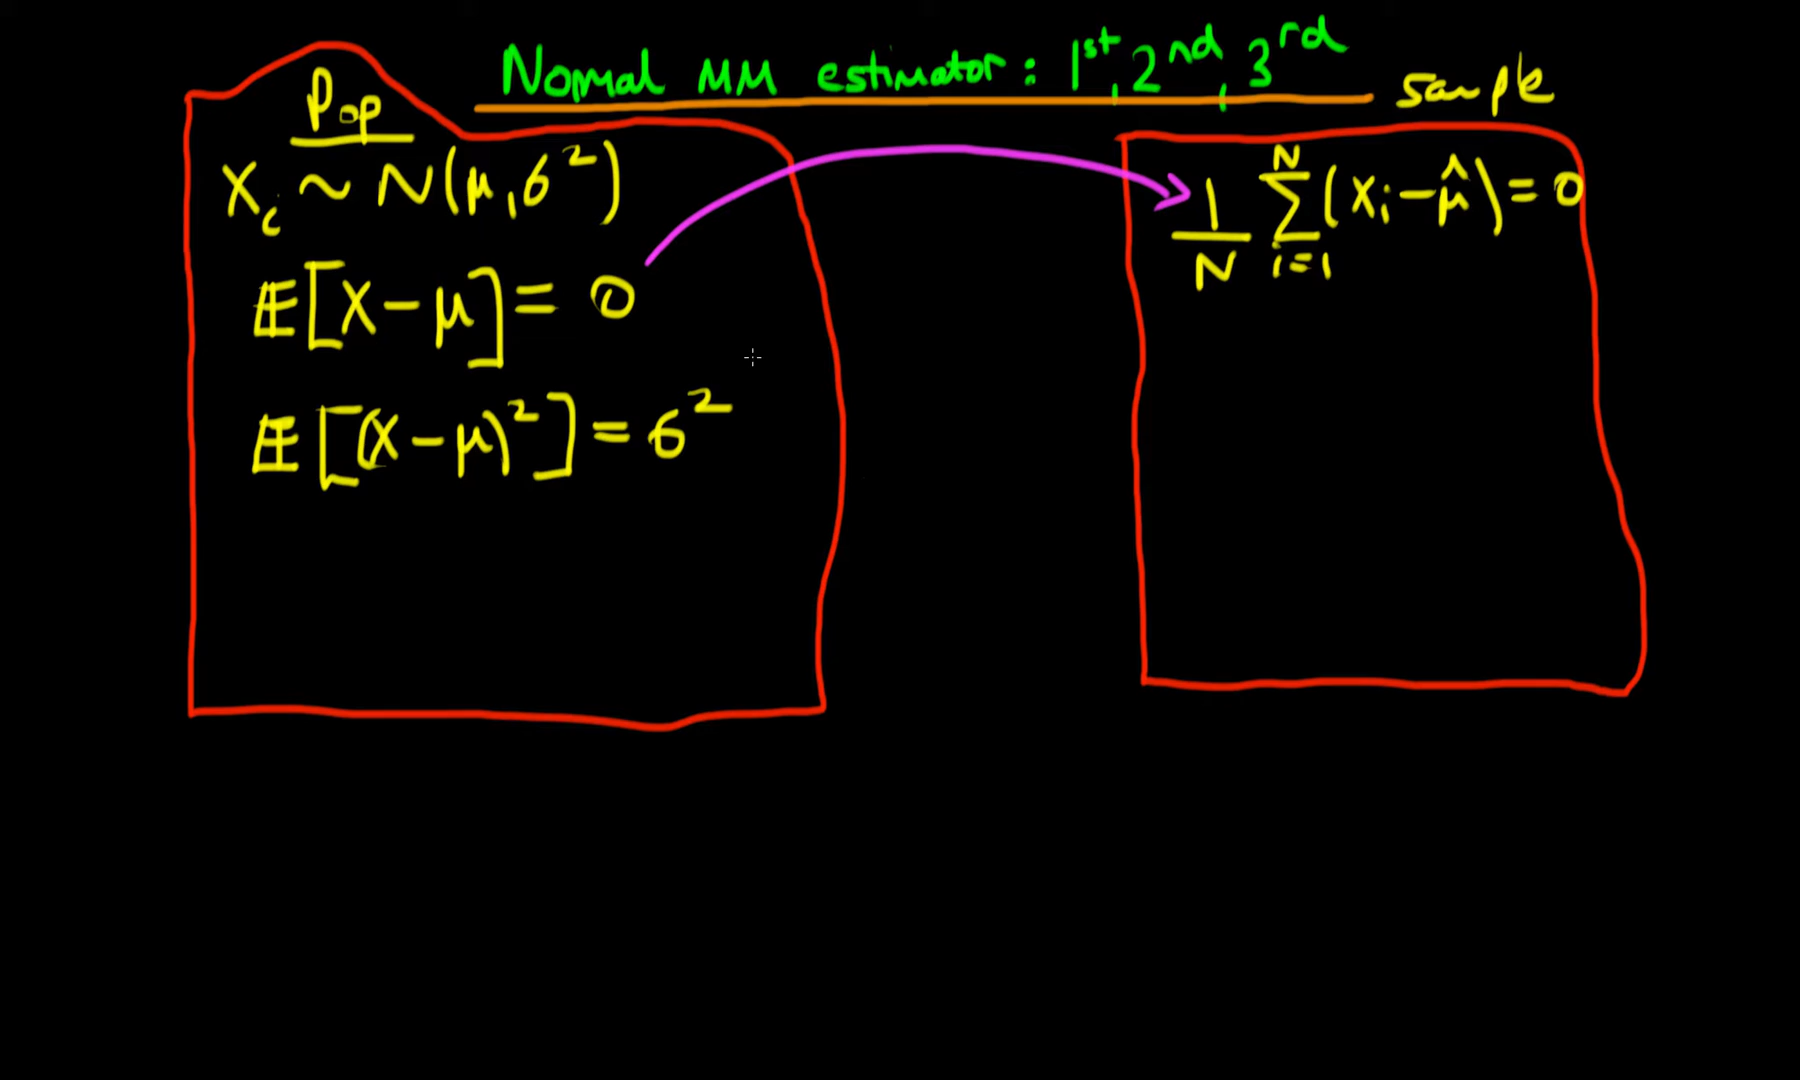 Normal MM estimator: 1st, 2nd, 3rd
Pop
Xi ~ N(μ, σ²)
E[X - μ] = 0
E[(X - μ)²] = σ²
sample
1/N Σ_{i=1}^{N} (xi - μ̂) = 0